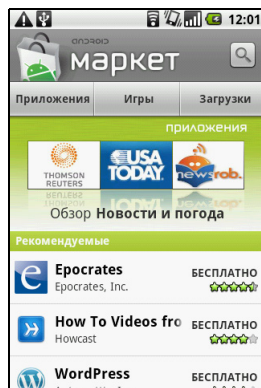 12:01
android
маркет
Приложения Игры Загрузки
приложения
THOMSON REUTERS
USA TODAY
newsrob.
Обзор Новости и погода
Рекомендуемые
Epocrates
БЕСПЛАТНО
Epocrates, Inc.
How To Videos fro
БЕСПЛАТНО
Howcast
WordPress
БЕСПЛАТНО